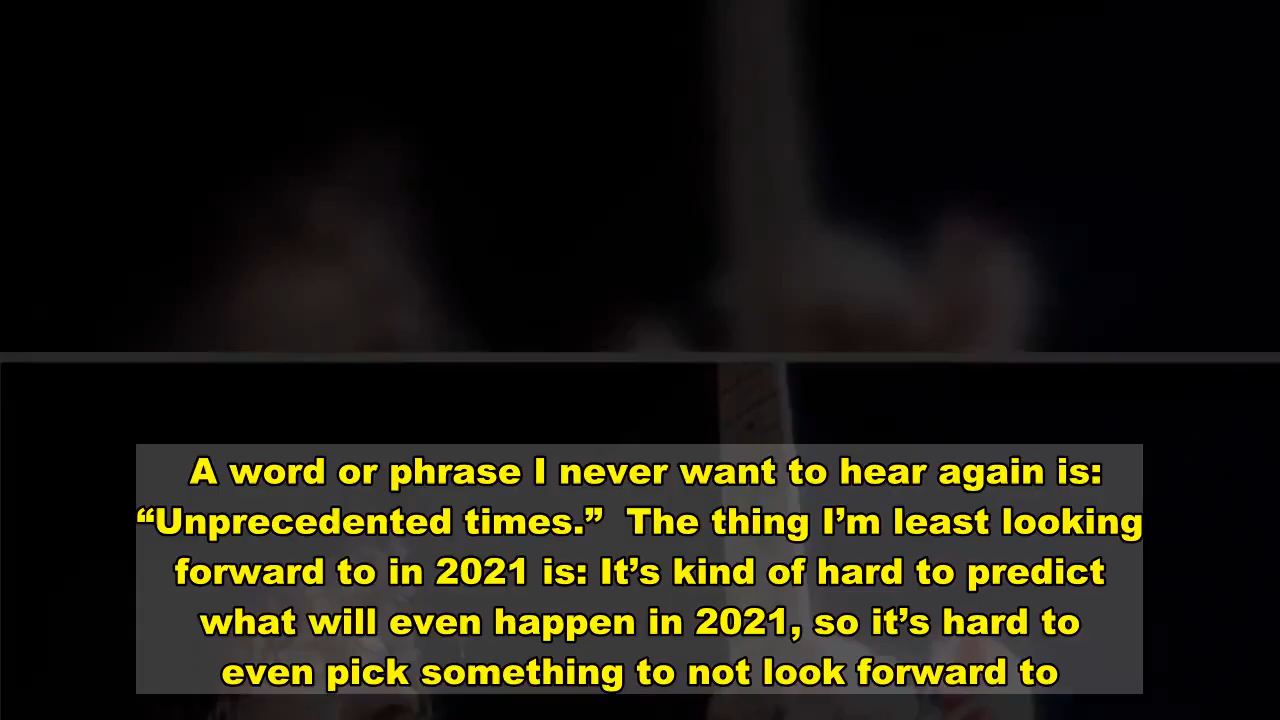 A word or phrase I never want to hear again is:
“Unprecedented times.”  The thing I’m least looking
forward to in 2021 is: It’s kind of hard to predict
what will even happen in 2021, so it’s hard to
even pick something to not look forward to